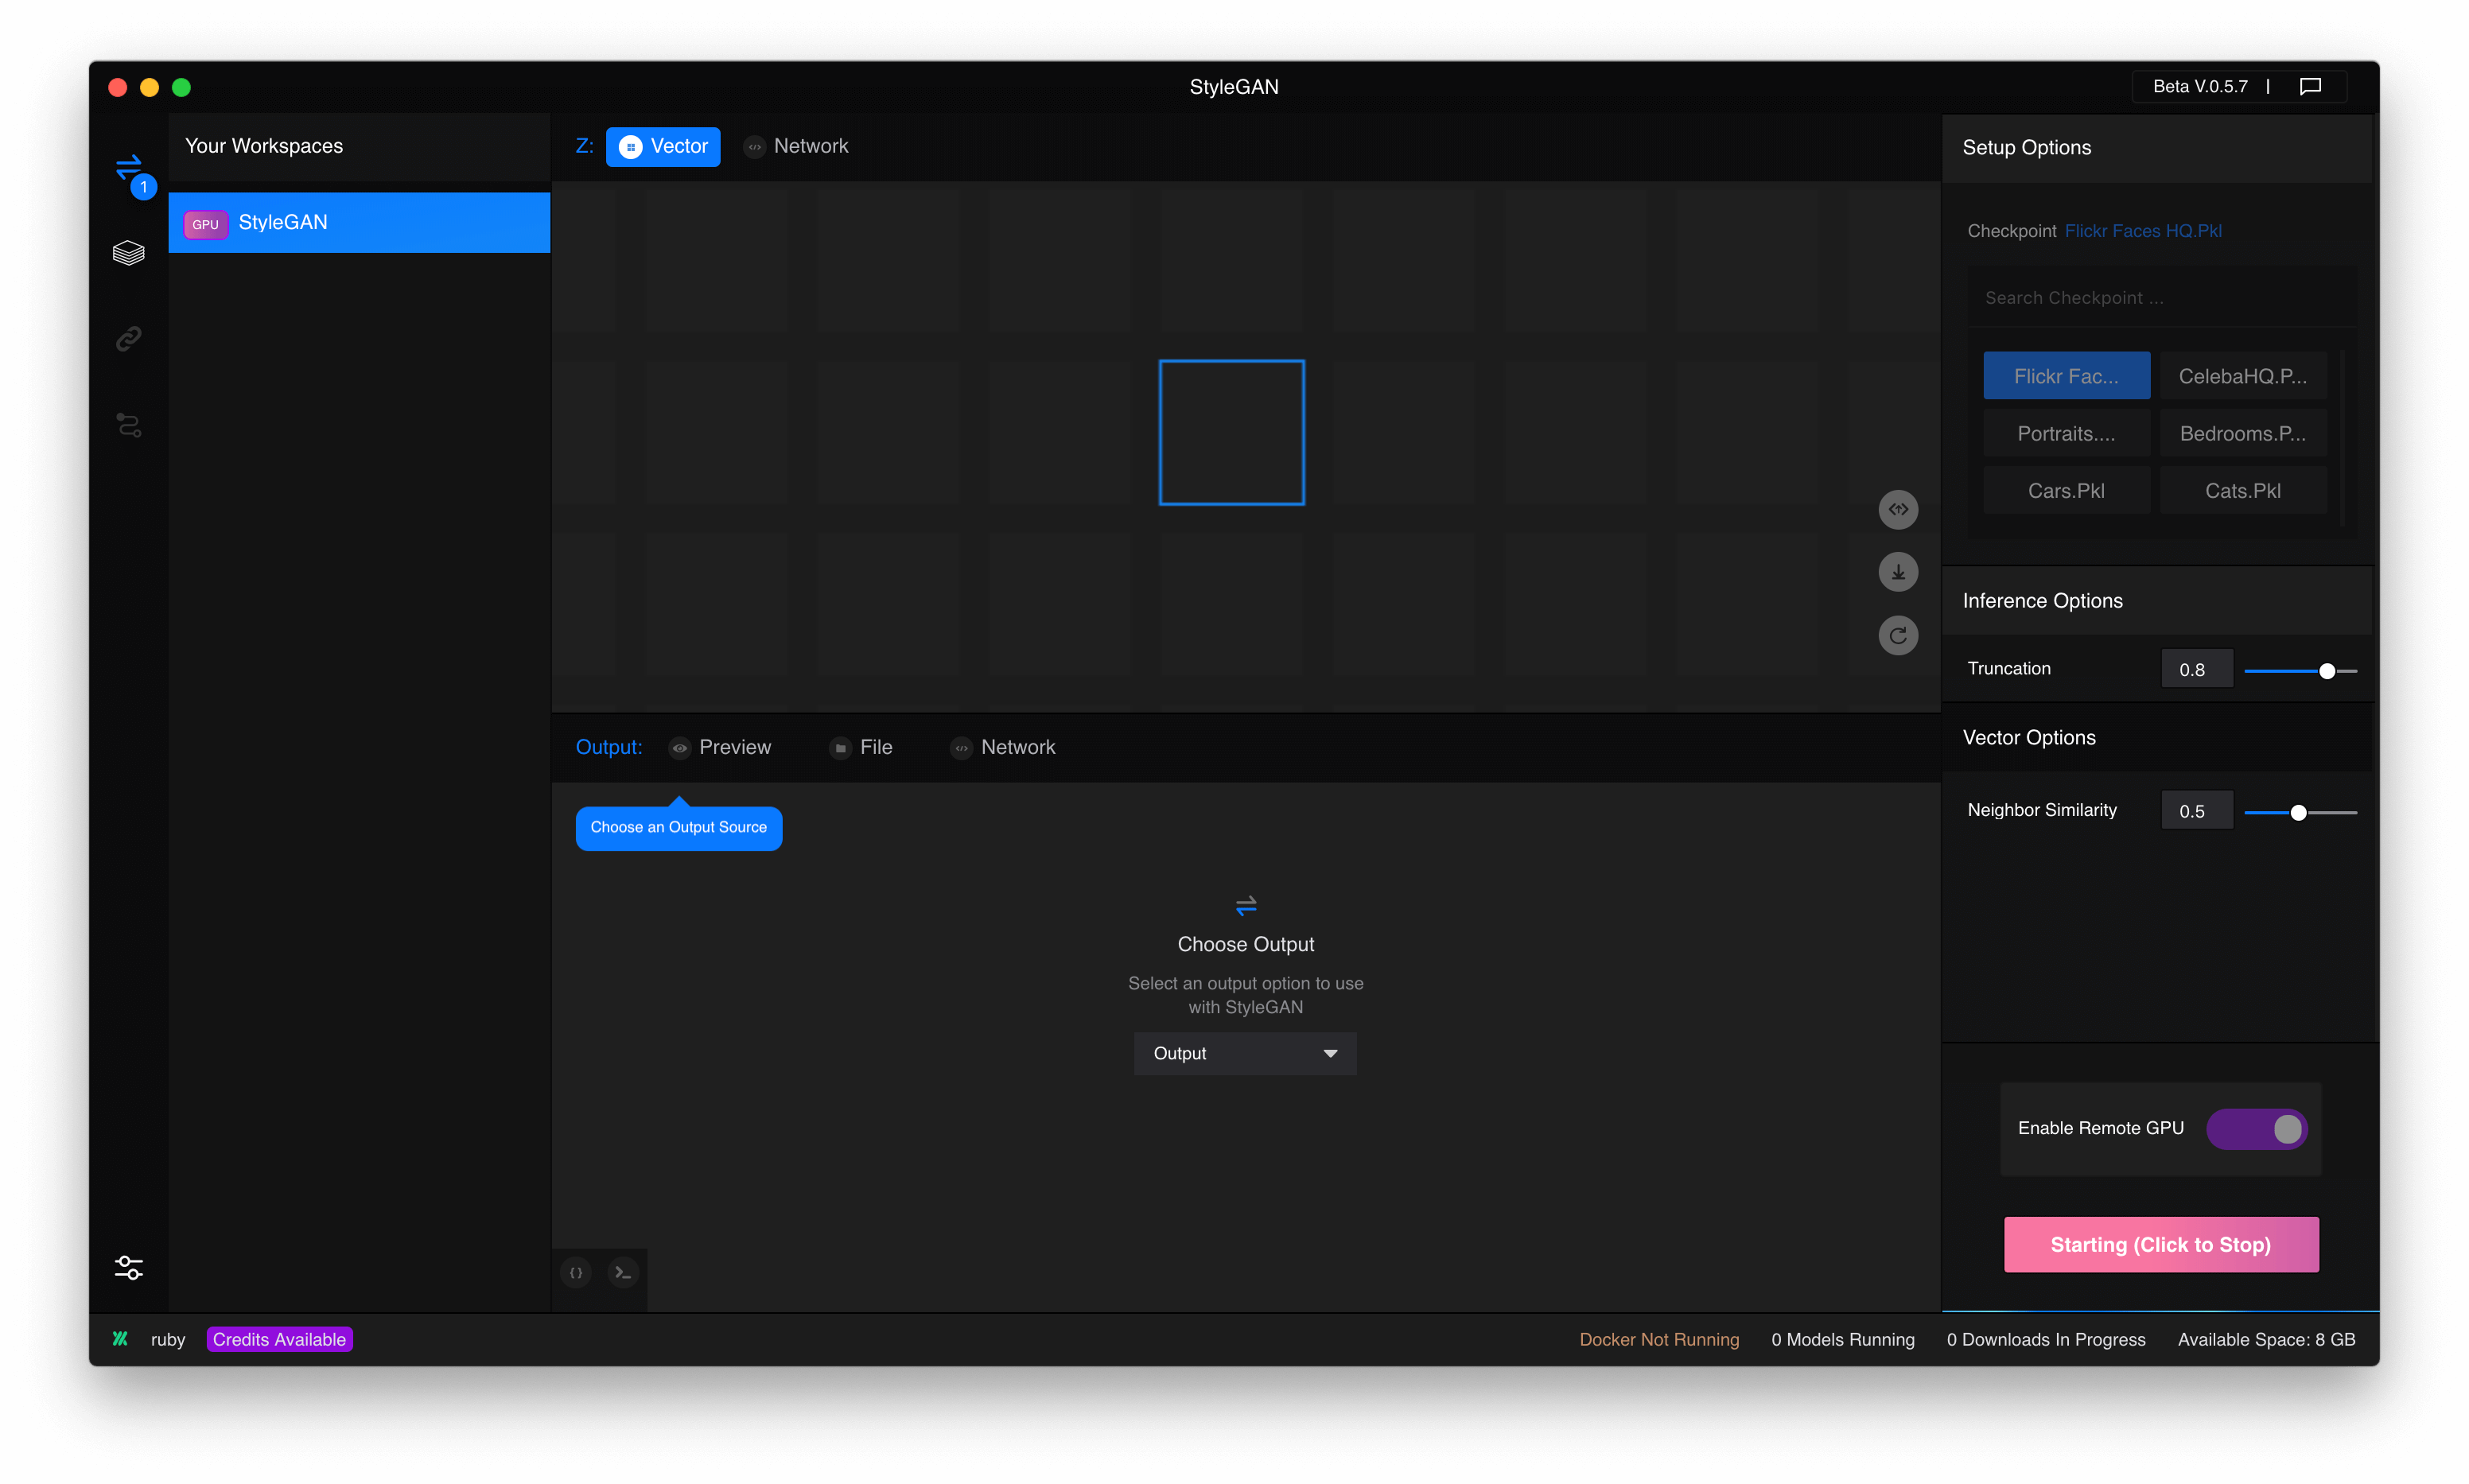 StyleGAN
Beta V.0.5.7 |
Your Workspaces
1
GPU StyleGAN
Z: Vector Network
Setup Options
Checkpoint Flickr Faces HQ.Pkl
Search Checkpoint ...
Flickr Fac... CelebaHQ.P...
Portraits.... Bedrooms.P...
Cars.Pkl Cats.Pkl
Inference Options
Truncation 0.8
Vector Options
Neighbor Similarity 0.5
Output: Preview File Network
Choose an Output Source
Choose Output
Select an output option to use
with StyleGAN
Output
Enable Remote GPU
Starting (Click to Stop)
ruby Credits Available
Docker Not Running 0 Models Running 0 Downloads In Progress Available Space: 8 GB